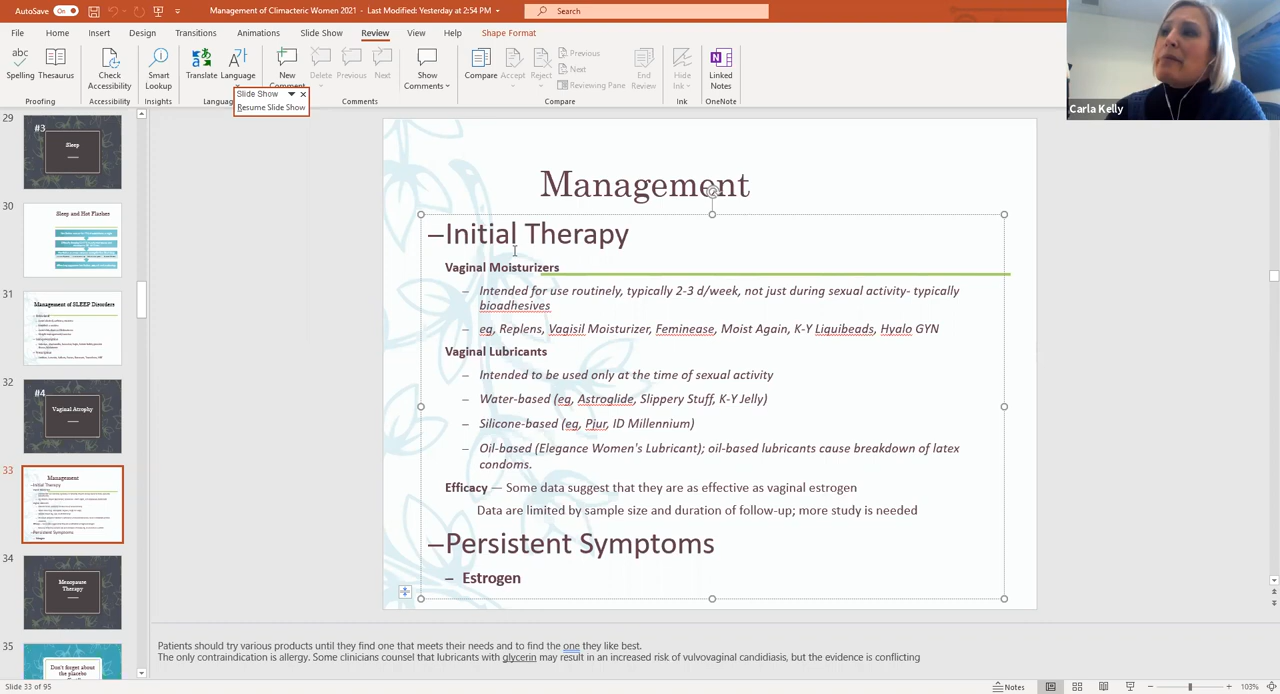 AutoSave
On
Management of Climacteric Women 2021 - Last Modified: Yesterday at 2:54 PM
Search
File
Home
Insert
Design
Transitions
Animations
Slide Show
Review
View
Help
Shape Format
abc
Spelling
Thesaurus
Check
Accessibility
Smart
Lookup
Translate
Language
New
Comment
Delete
Previous
Next
Show
Comments
Compare
Accept
Reject
Previous
Next
Reviewing Pane
End
Review
Hide
Ink
Linked
Notes
Proofing
Accessibility
Insights
Comments
Compare
Ink
OneNote
Slide Show
Resume Slide Show
Carla Kelly
29
#3
Sleep
30
Sleep and Hot Flashes
31
Management of SLEEP Disorders
32
#4
Vaginal Atrophy
33
Management
34
Menopause
Therapy
35
Don't forget about
the placebo
Management
–Initial Therapy
Vaginal Moisturizers
– Intended for use routinely, typically 2-3 d/week, not just during sexual activity- typically
bioadhesives
– eg, Replens, Vagisil Moisturizer, Feminease, Moist Again, K-Y Liquibeads, Hyalo GYN
Vaginal Lubricants
– Intended to be used only at the time of sexual activity
– Water-based (eg, Astroglide, Slippery Stuff, K-Y Jelly)
– Silicone-based (eg, Pjur, ID Millennium)
– Oil-based (Elegance Women's Lubricant); oil-based lubricants cause breakdown of latex
condoms.
Some data suggest that they are as effective as vaginal estrogen
are limited by sample size and duration of follow-up; more study is needed
–Persistent Symptoms
– Estrogen
Patients should try various products until they find one that meets their needs and to find the one they like best.
The only contraindication is allergy. Some clinicians counsel that lubricants with glycerin may result in an increased risk of vulvovaginal candidiasis, but the evidence is conflicting
Slide 33 of 95
Notes
103%